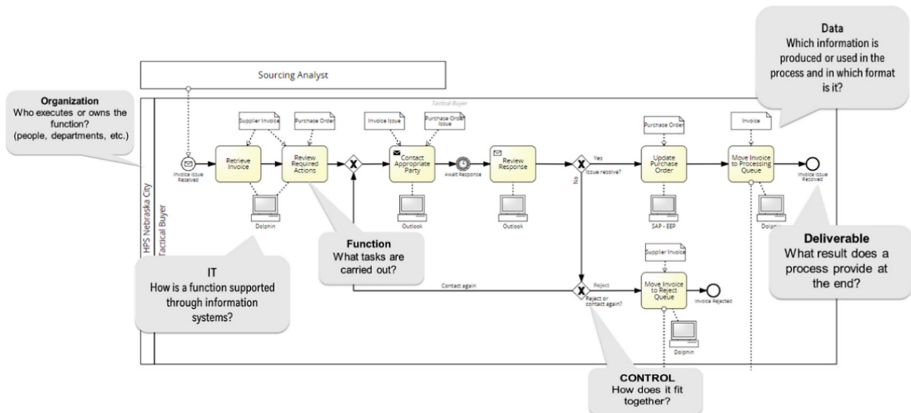 Data
Which information is
produced or used in the
process and in which format
is it?
Sourcing Analyst
Organization
Who executes or owns the
function?
(people, departments, etc.)
Tactical Buyer
Supplier Invoice
Purchase Order
Invoice Issue
Purchase Order
Issue
Purchase Order
Invoice
Invoice Issue
Received
Retrieve
Invoice
Review
Required
Actions
Contact
Appropriate
Party
Await Response
Review
Response
Yes
Issue resolve?
No
Update
Purchase
Order
Move Invoice
to Processing
Queue
Invoice Issue
Resolved
HPS Nebraska City
Tactical Buyer
Dolphin
Outlook
Outlook
SAP - EEP
Dolphin
Function
What tasks are
carried out?
IT
How is a function supported
through information
systems?
Deliverable
What result does a
process provide at
the end?
Supplier Invoice
Contact again
Reject
Reject or
contact again?
Move Invoice
to Reject
Queue
Invoice Rejected
Dolphin
CONTROL
How does it fit
together?